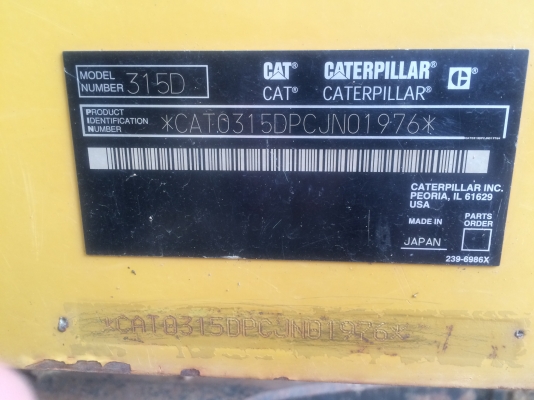 MODEL NUMBER 315D
CAT® CATERPILLAR® C®
CAT® CATERPILLAR®
PRODUCT IDENTIFICATION NUMBER *CAT0315DPCJN01976*
CATERPILLAR INC.
PEORIA, IL 61629
USA
MADE IN
JAPAN
PARTS ORDER
239-6986X
*CAT0315DPCJN01976*